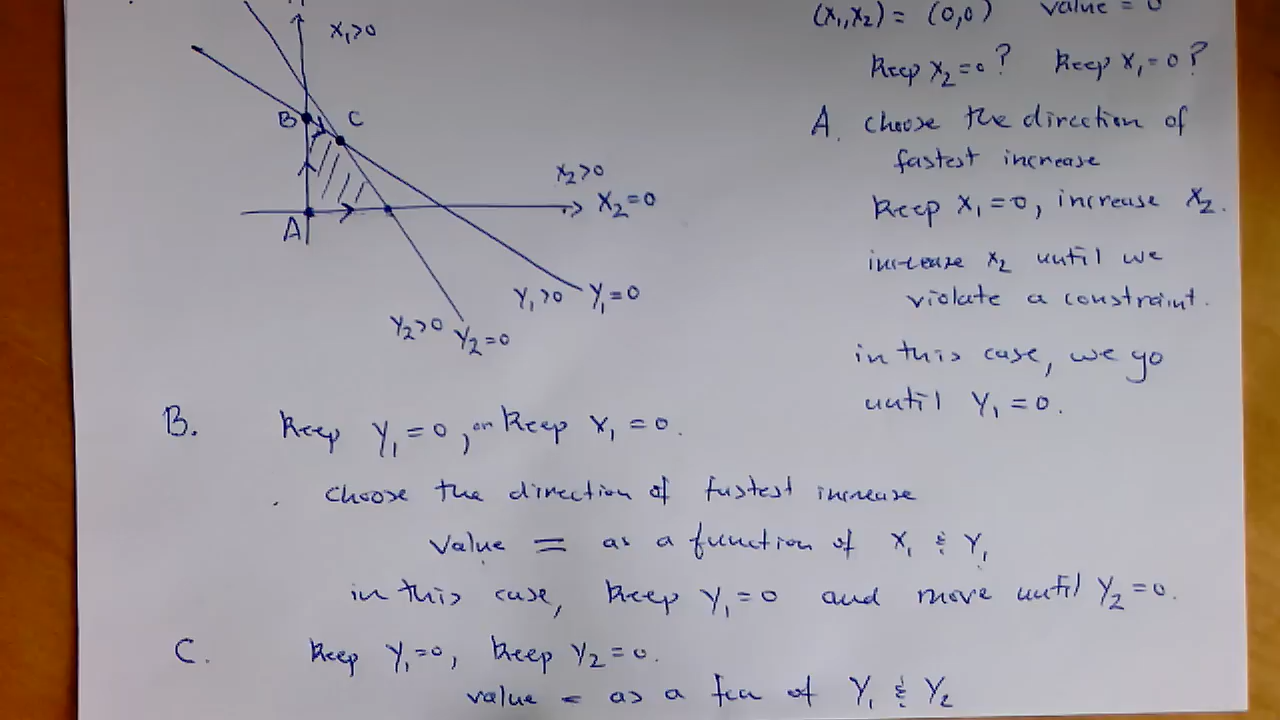 X₁>0
B
C
A
X₂>0
X₂=0
Y₁>0 Y₁=0
Y₂>0 Y₂=0
(X₁,X₂) = (0,0) value = 0
Keep X₂=0? Keep X₁=0?
A. choose the direction of
fastest increase
Keep X₁=0, increase X₂.
increase X₂ until we
violate a constraint.
in this case, we go
until Y₁=0.
B. Keep Y₁=0, or Keep X₁=0.
choose the direction of fastest increase
Value = as a function of X₁ & Y₁
in this case, Keep Y₁=0 and move until Y₂=0.
C. Keep Y₁=0, Keep Y₂=0.
value = as a fcn of Y₁ & Y₂